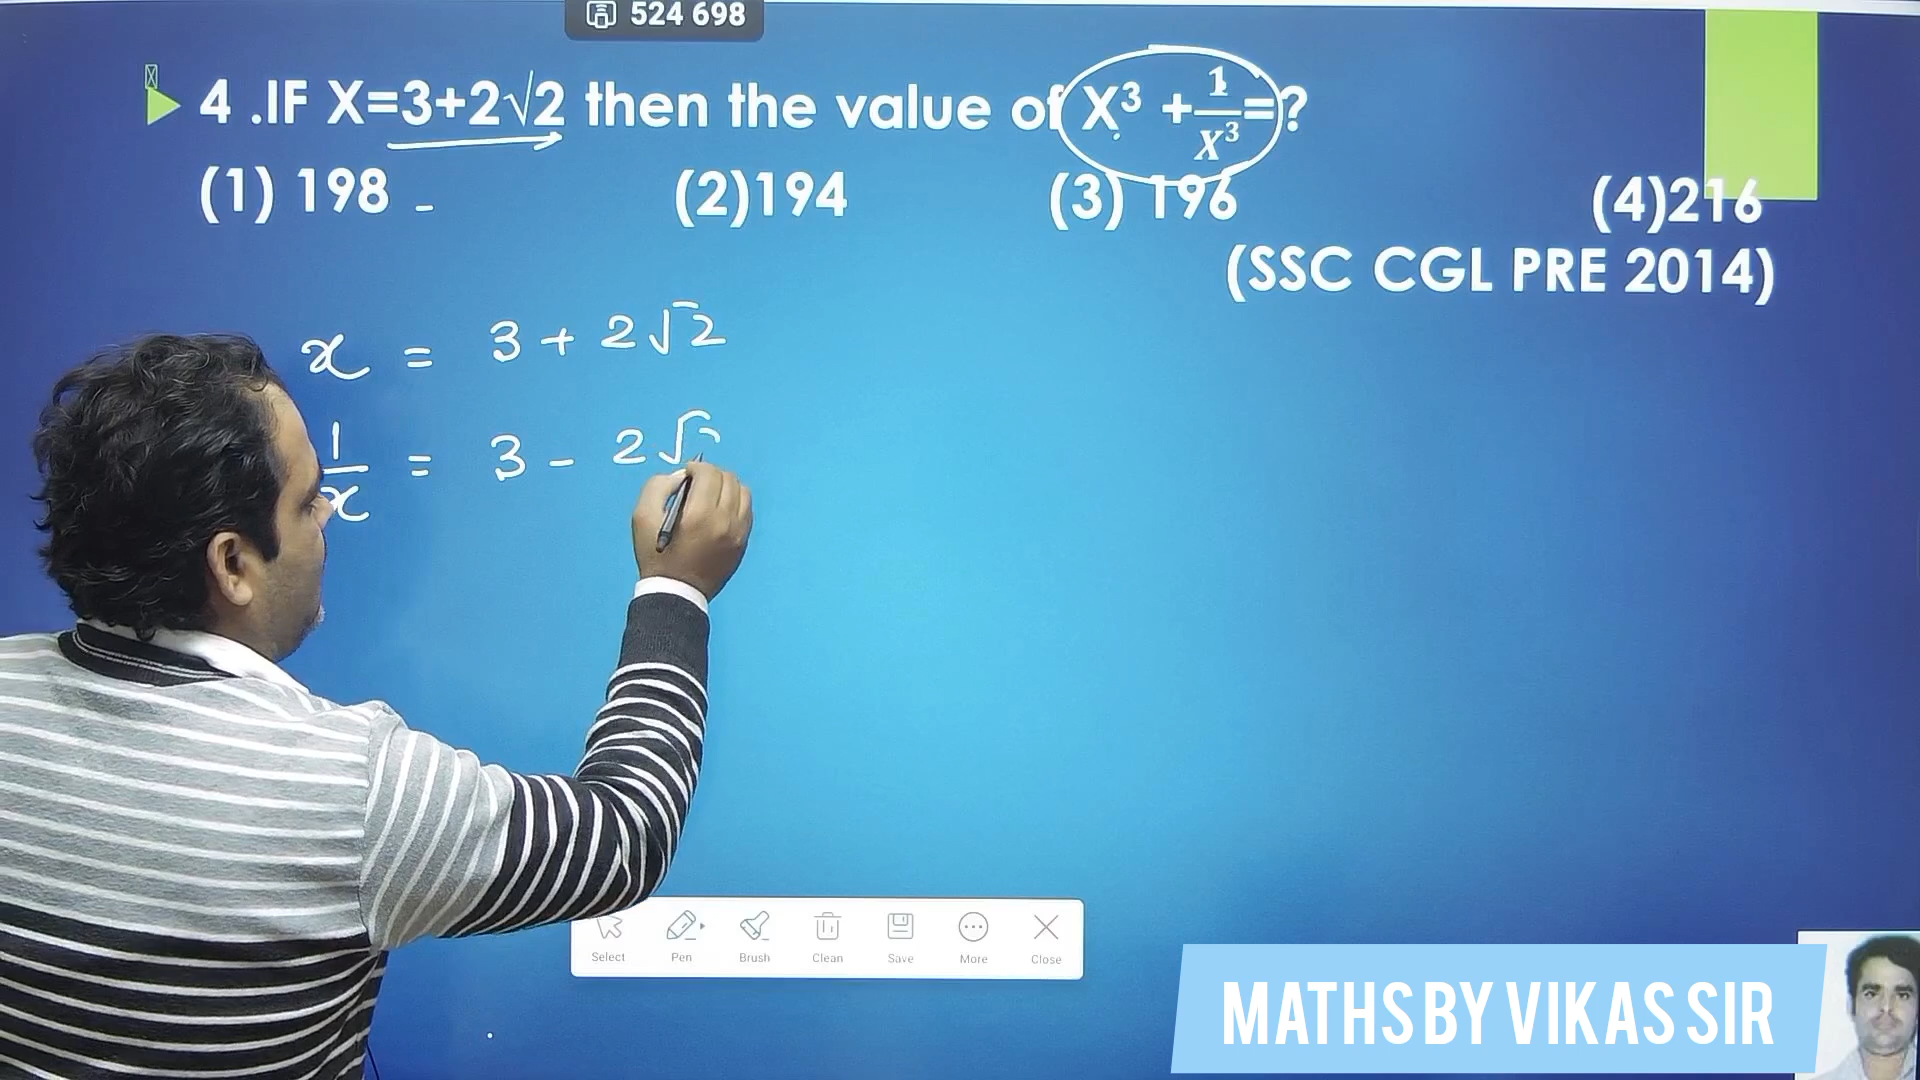 524 698
4 .IF X=3+2√2 then the value of X³ + 1/X³ =?
(1) 198 -
(2)194
(3) 196
(4)216
(SSC CGL PRE 2014)
x = 3 + 2√2
1/x = 3 - 2√
Select
Pen
Brush
Clean
Save
More
Close
MATHS BY VIKAS SIR